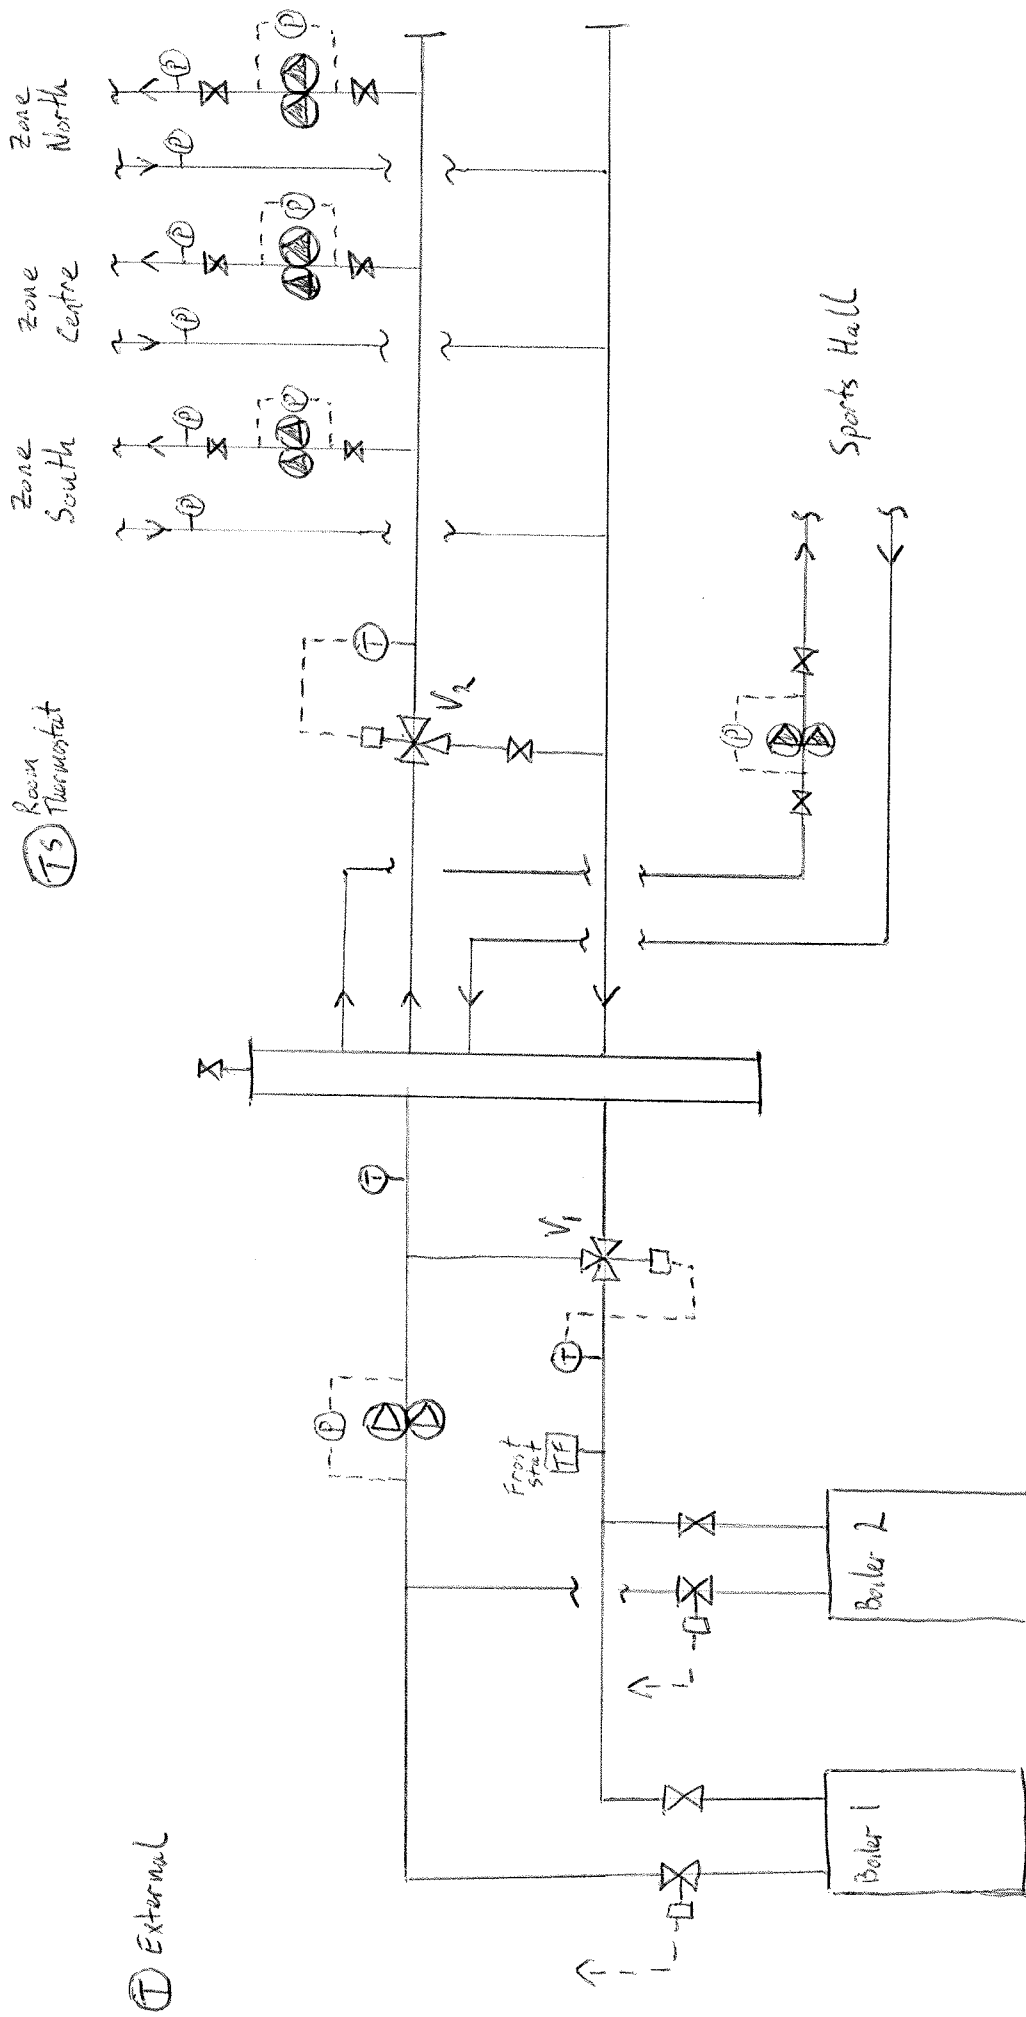 T External
Boiler 1
Boiler 2
Frost
stat
TF
P
T
V1
T
TS Room
Thermostat
T
V2
P
Sports Hall
Zone
South
P
P
P
Zone
Centre
P
P
P
Zone
North
P
P
P